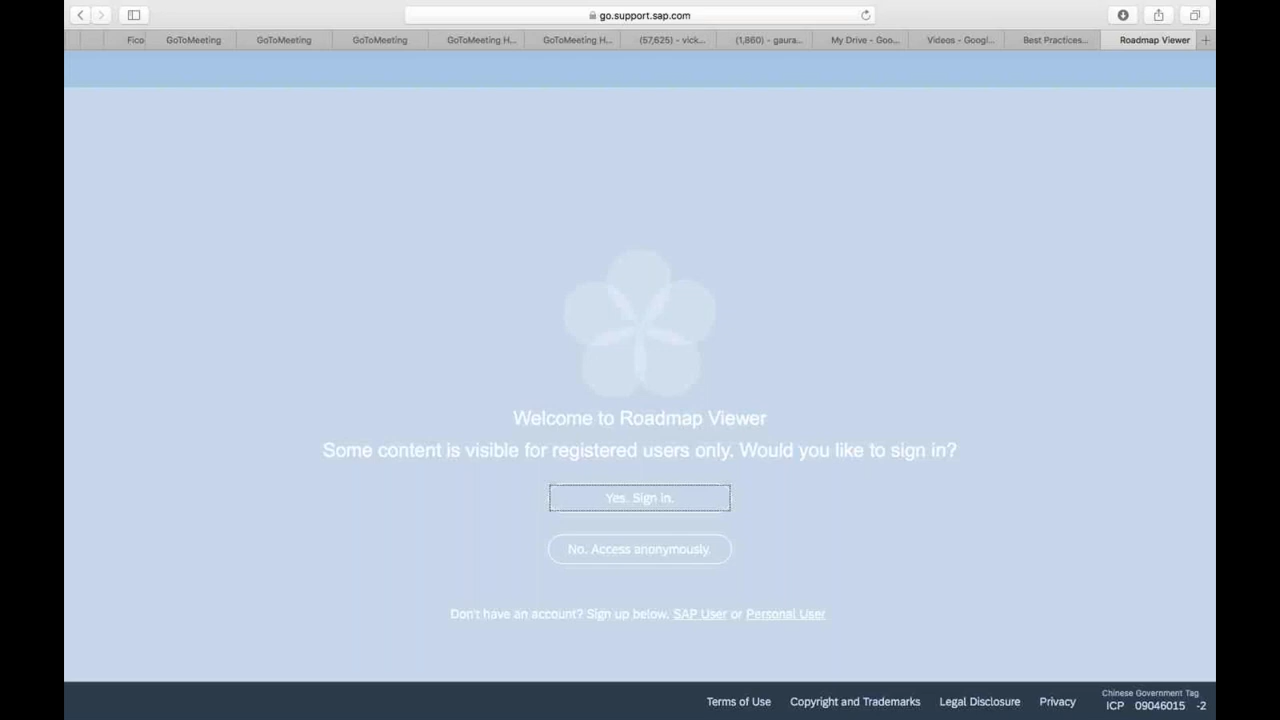 go.support.sap.com
Fico GoToMeeting GoToMeeting GoToMeeting GoToMeeting H... GoToMeeting H... (57,625) - vick... (1,860) - gaura... My Drive - Goo... Videos - Googl... Best Practices... Roadmap Viewer
Welcome to Roadmap Viewer
Some content is visible for registered users only. Would you like to sign in?
Yes. Sign in.
No. Access anonymously.
Don't have an account? Sign up below. SAP User or Personal User
Terms of Use Copyright and Trademarks Legal Disclosure Privacy
Chinese Government Tag
ICP 09046015 -2